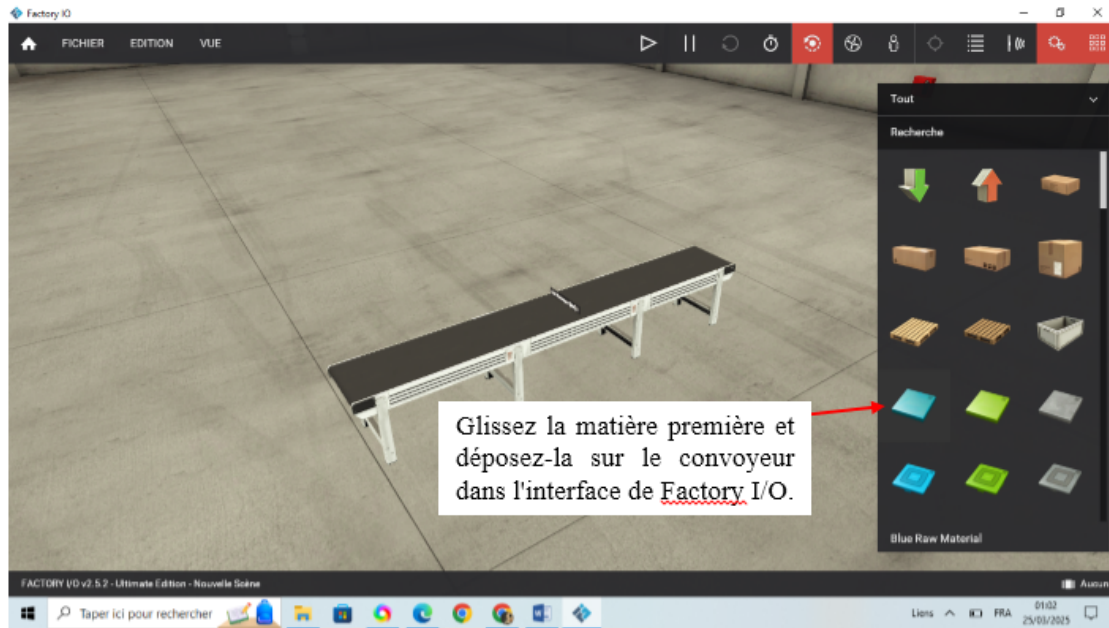 Factory IO
FICHIER EDITION VUE
Tout
Recherche
Glissez la matière première et
déposez-la sur le convoyeur
dans l'interface de Factory I/O.
Blue Raw Material
FACTORY I/O v2.5.2 - Ultimate Edition - Nouvelle Scène
Aucun
Taper ici pour rechercher
Liens
FRA
01:02
25/03/2025